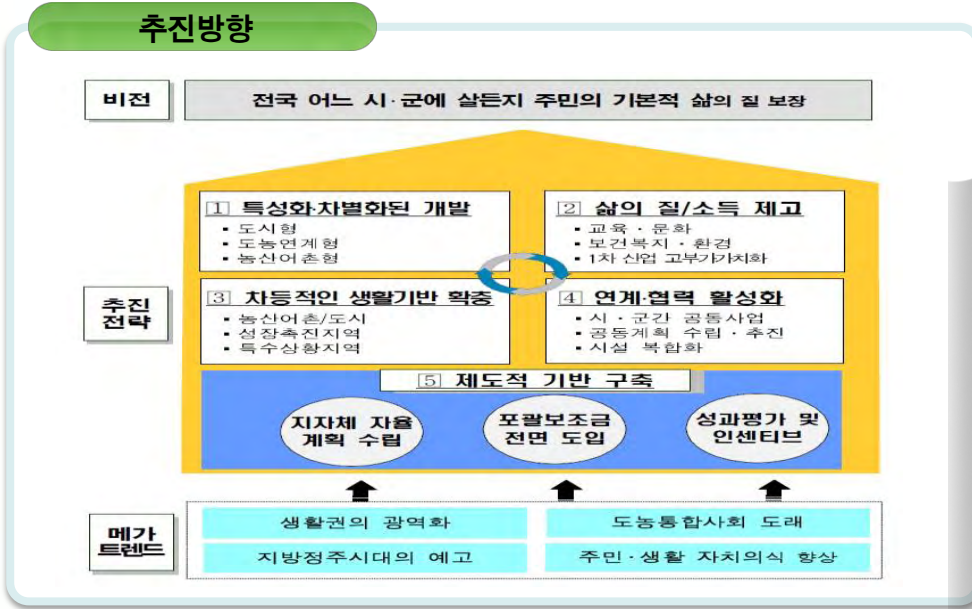 추진방향
비전
전국 어느 시·군에 살든지 주민의 기본적 삶의 질 보장
추진
전략
1 특성화·차별화된 개발
▪ 도시형
▪ 도농연계형
▪ 농산어촌형
2 삶의 질/소득 제고
▪ 교육·문화
▪ 보건복지·환경
▪ 1차 산업 고부가가치화
3 차등적인 생활기반 확충
▪ 농산어촌/도시
▪ 성장촉진지역
▪ 특수상황지역
4 연계·협력 활성화
▪ 시·군간 공동사업
▪ 공동계획 수립·추진
▪ 시설 복합화
5 제도적 기반 구축
지자체 자율
계획 수립
포괄보조금
전면 도입
성과평가 및
인센티브
메가
트렌드
생활권의 광역화
도농통합사회 도래
지방정주시대의 예고
주민·생활 자치의식 향상